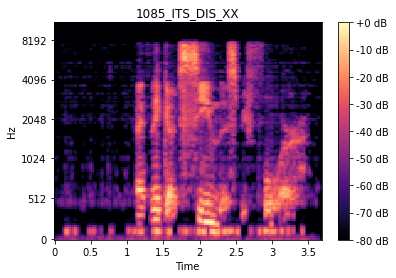 1085_ITS_DIS_XX
+0 dB
8192
-10 dB
4096
-20 dB
-30 dB
2048
Hz
-40 dB
1024
-50 dB
512
-60 dB
-70 dB
0
-80 dB
0 0.5 1 1.5 2 2.5 3 3.5
Time